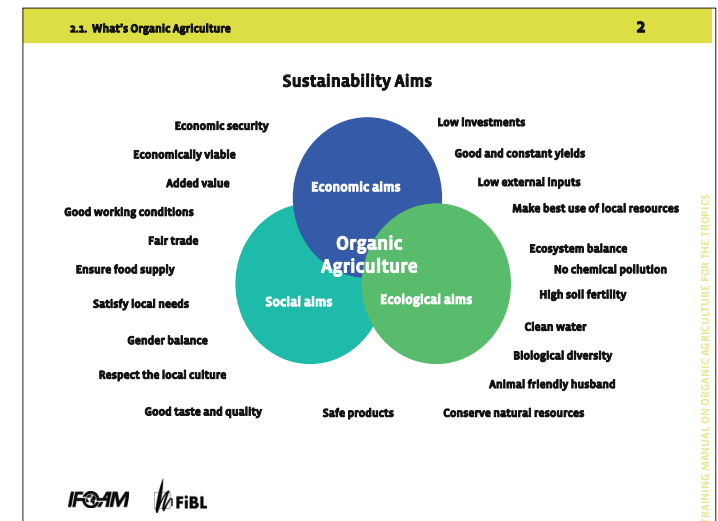 2.1. What's Organic Agriculture
2
Sustainability Aims
Economic security
Low investments
Economically viable
Good and constant yields
Added value
Low external inputs
Economic aims
Good working conditions
Make best use of local resources
Fair trade
Organic
Agriculture
Ecosystem balance
Ensure food supply
No chemical pollution
Satisfy local needs
Social aims
Ecological aims
High soil fertility
Gender balance
Clean water
Biological diversity
Respect the local culture
Animal friendly husband
Good taste and quality
Safe products
Conserve natural resources
IFOAM
FiBL
TRAINING MANUAL ON ORGANIC AGRICULTURE FOR THE TROPICS